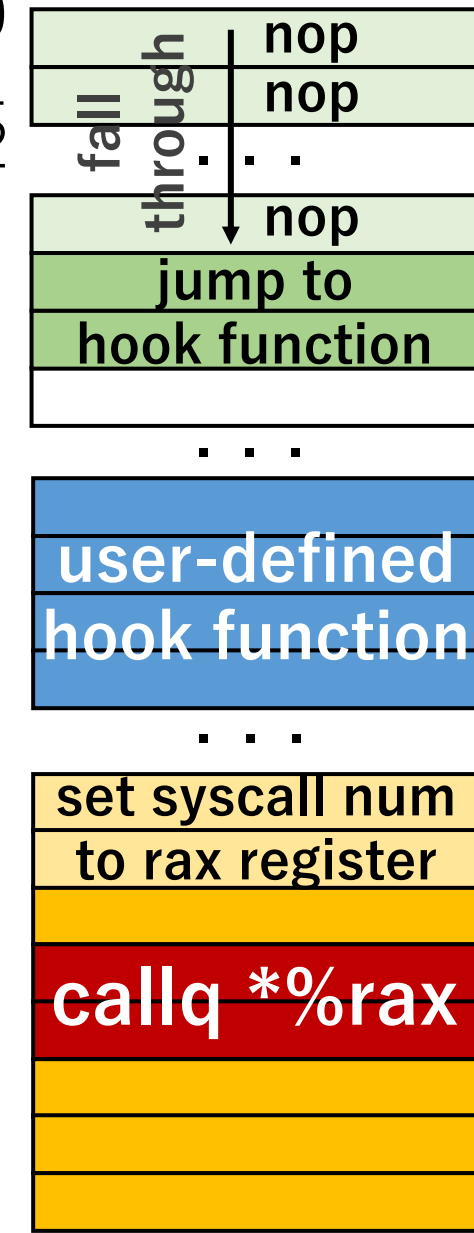 nop
nop
fall
through
. . .
nop
jump to
hook function
. . .
user-defined
hook function
. . .
set syscall num
to rax register
callq *%rax